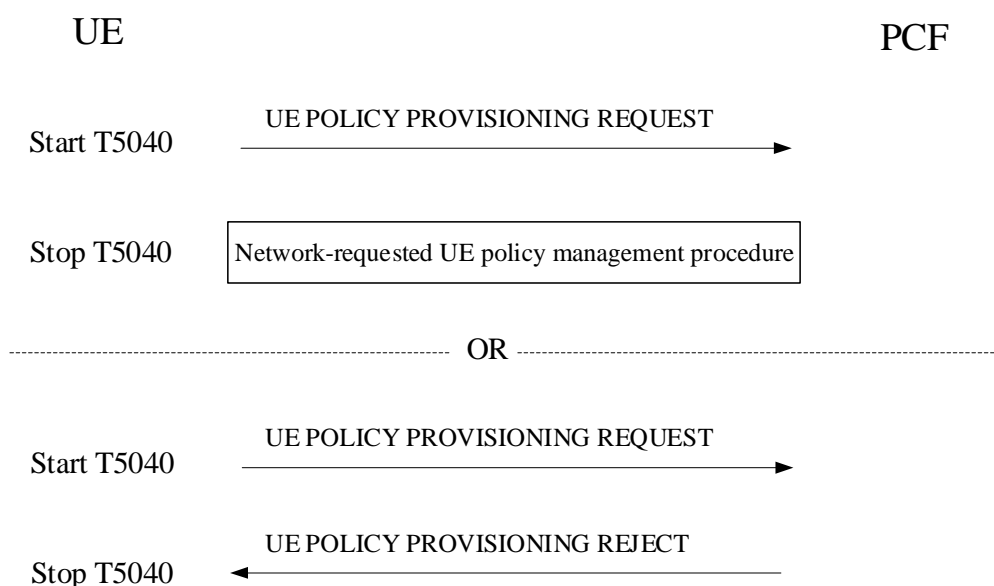 UE PCF
Start T5040 UE POLICY PROVISIONING REQUEST
Stop T5040 Network-requested UE policy management procedure
OR
Start T5040 UE POLICY PROVISIONING REQUEST
Stop T5040 UE POLICY PROVISIONING REJECT